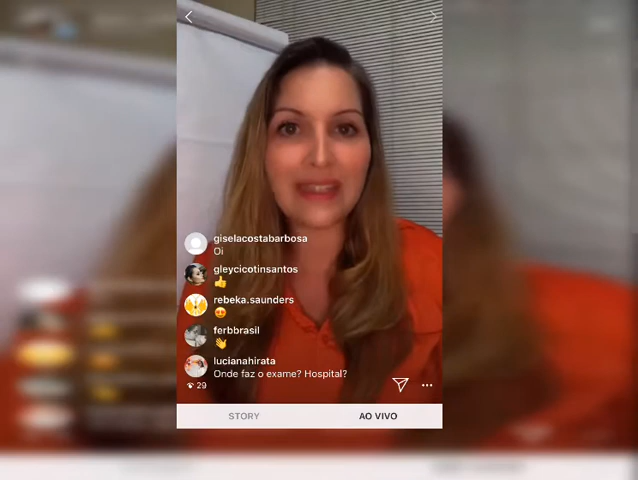 giselacostabarbosa
Oi
gleycicotinsantos
👍
rebeka.saunders
😍
ferbbrasil
👋
lucianahirata
Onde faz o exame? Hospital?
29
STORY
AO VIVO